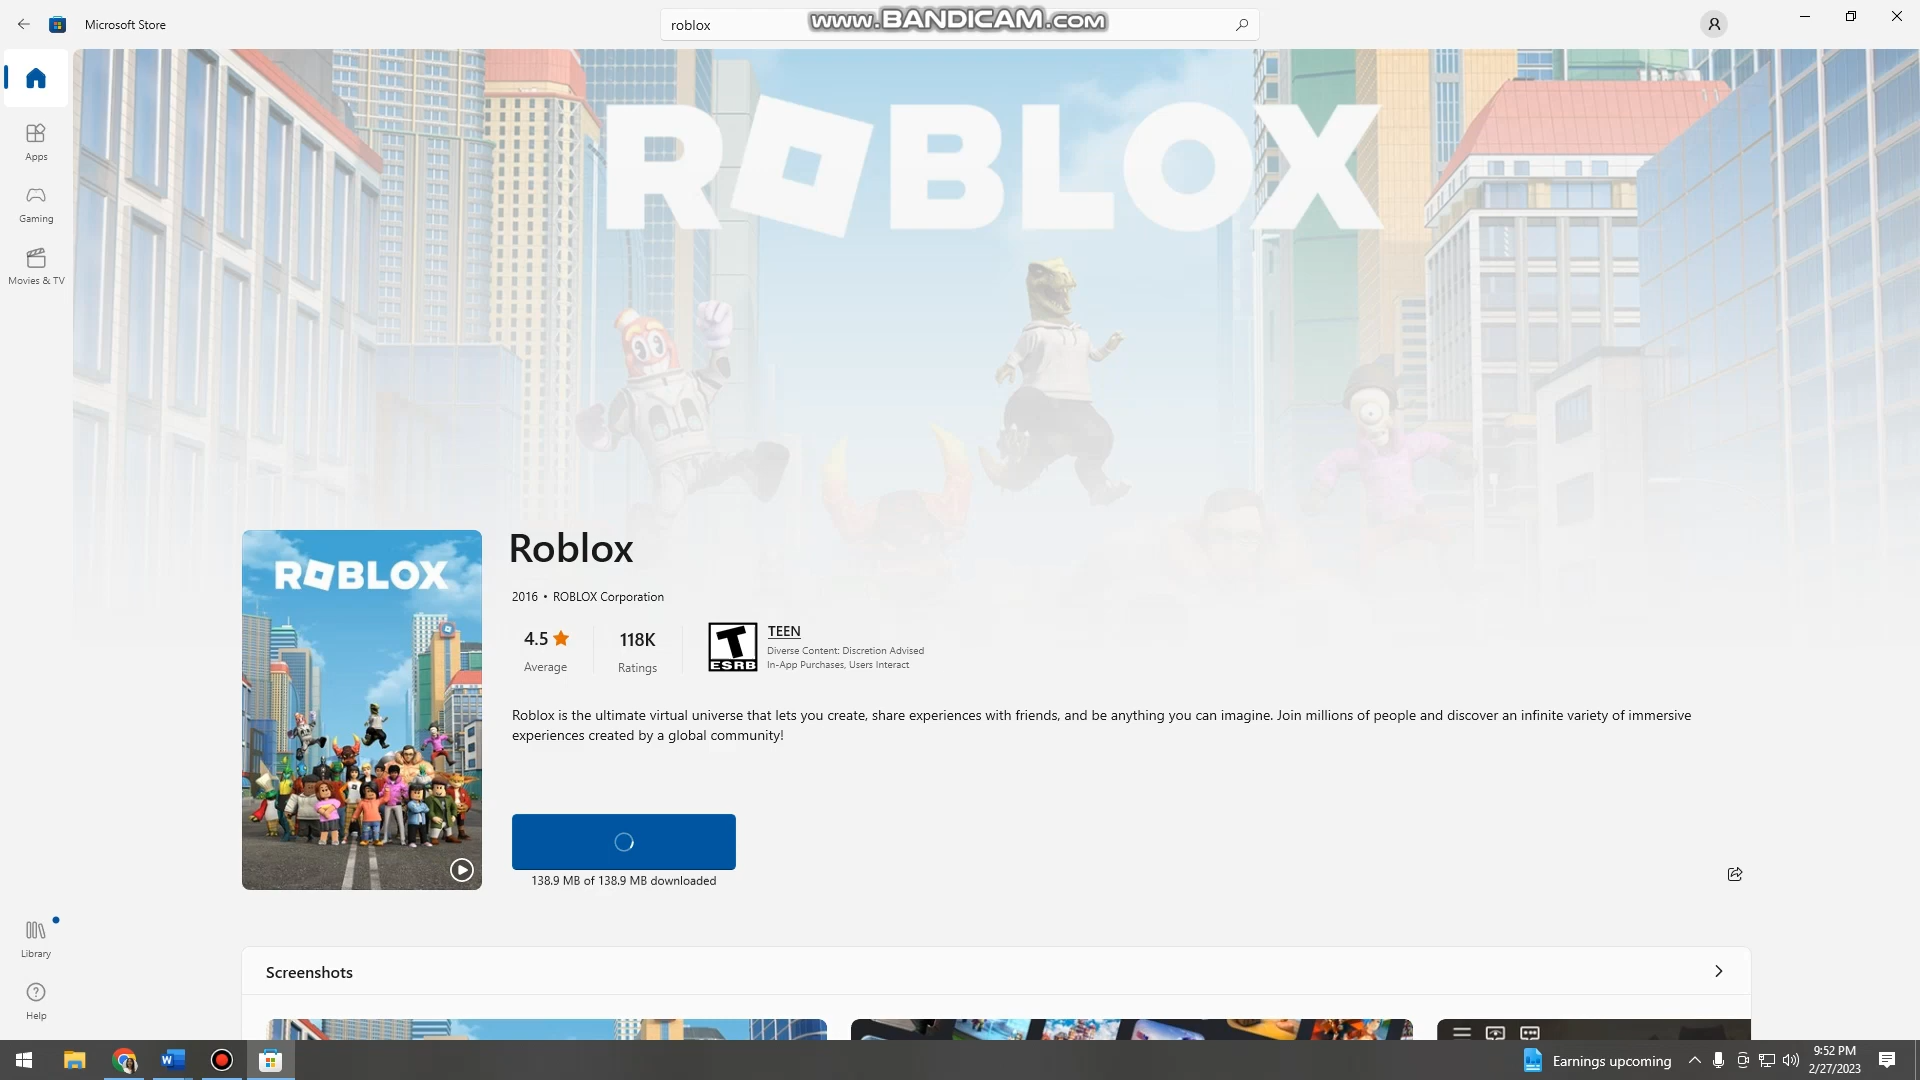 Microsoft Store
roblox
www.BANDICAM.com
Apps
Gaming
Movies & TV
ROBLOX
ROBLOX
Roblox
2016 • ROBLOX Corporation
4.5
Average
118K
Ratings
T
ESRB
TEEN
Diverse Content: Discretion Advised
In-App Purchases, Users Interact
Roblox is the ultimate virtual universe that lets you create, share experiences with friends, and be anything you can imagine. Join millions of people and discover an infinite variety of immersive
experiences created by a global community!
138.9 MB of 138.9 MB downloaded
Library
Help
Screenshots
W
Earnings upcoming
9:52 PM
2/27/2023